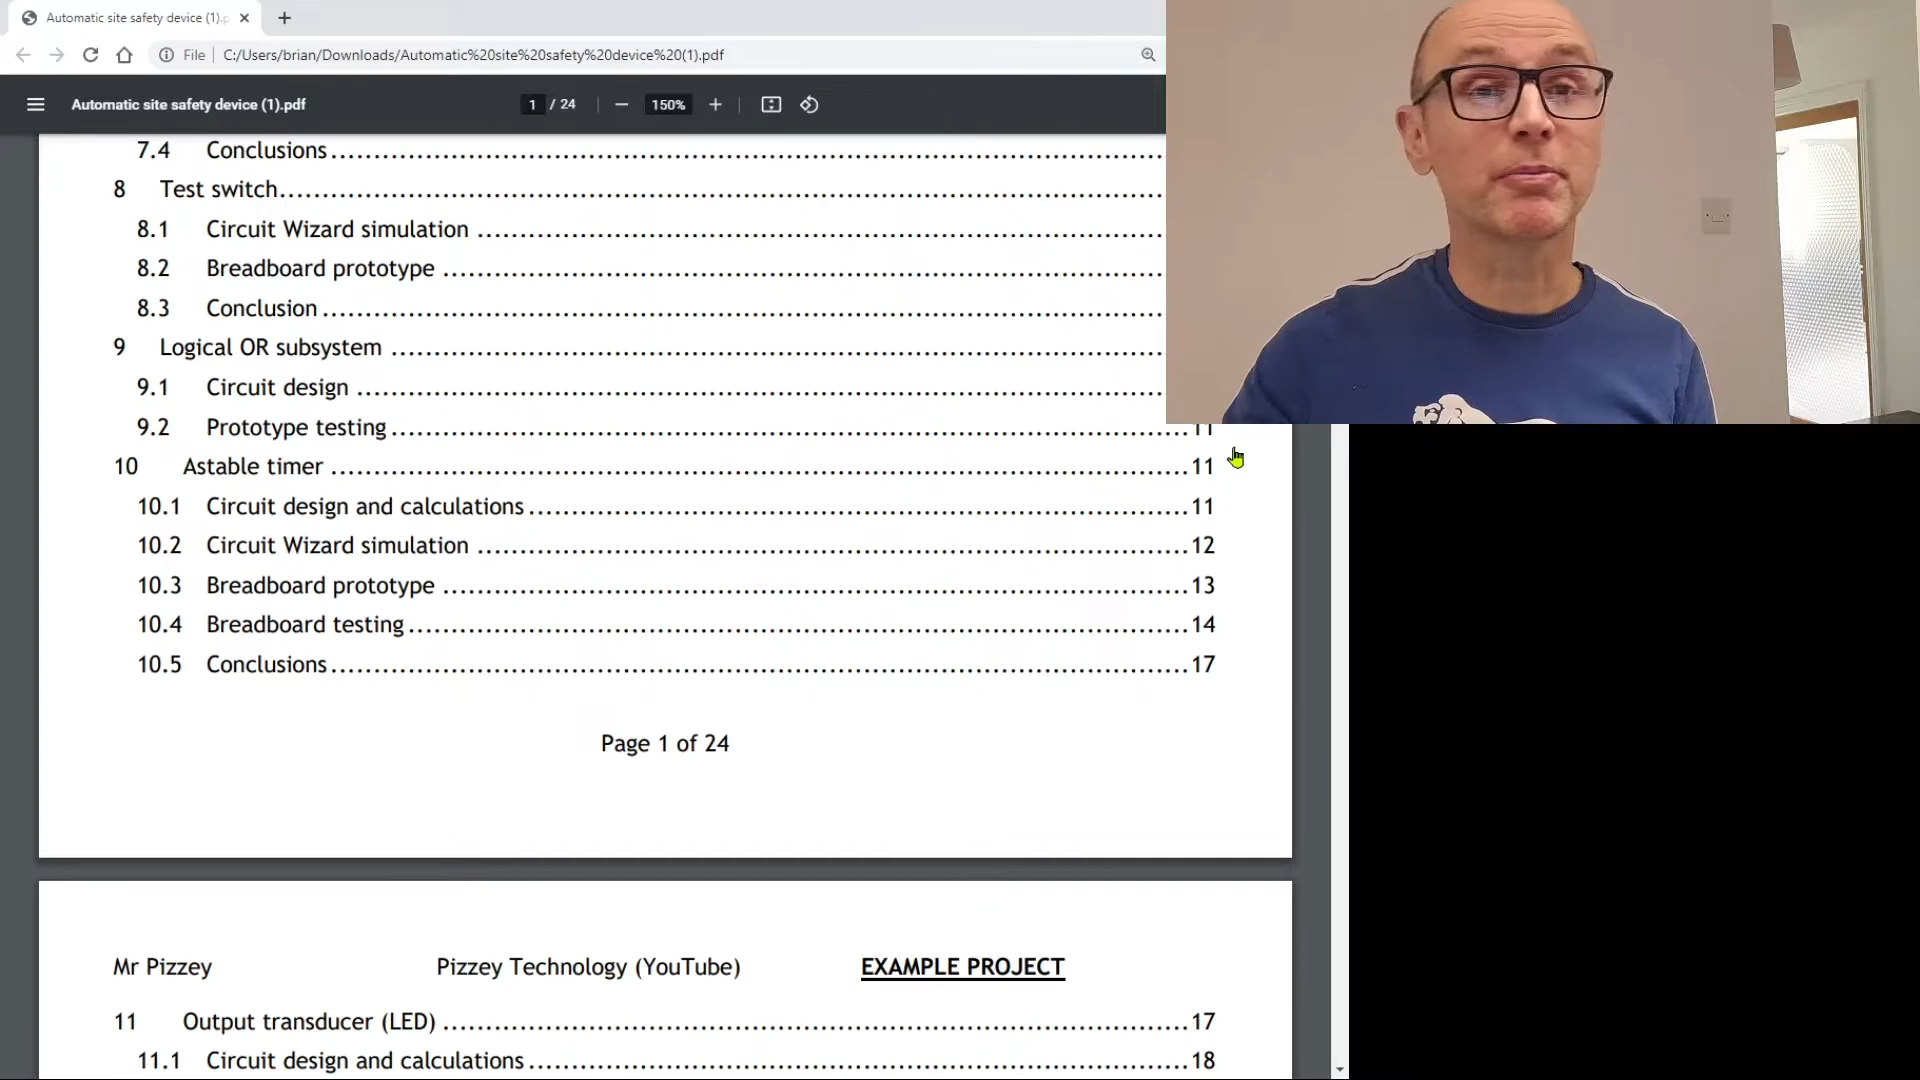 Automatic site safety device (1).p
File C:/Users/brian/Downloads/Automatic%20site%20safety%20device%20(1).pdf
Automatic site safety device (1).pdf 1 / 24 150%
7.4 Conclusions
8 Test switch
8.1 Circuit Wizard simulation
8.2 Breadboard prototype
8.3 Conclusion
9 Logical OR subsystem
9.1 Circuit design
9.2 Prototype testing 11
10 Astable timer 11
10.1 Circuit design and calculations 11
10.2 Circuit Wizard simulation 12
10.3 Breadboard prototype 13
10.4 Breadboard testing 14
10.5 Conclusions 17
Page 1 of 24
Mr Pizzey Pizzey Technology (YouTube) EXAMPLE PROJECT
11 Output transducer (LED) 17
11.1 Circuit design and calculations 18